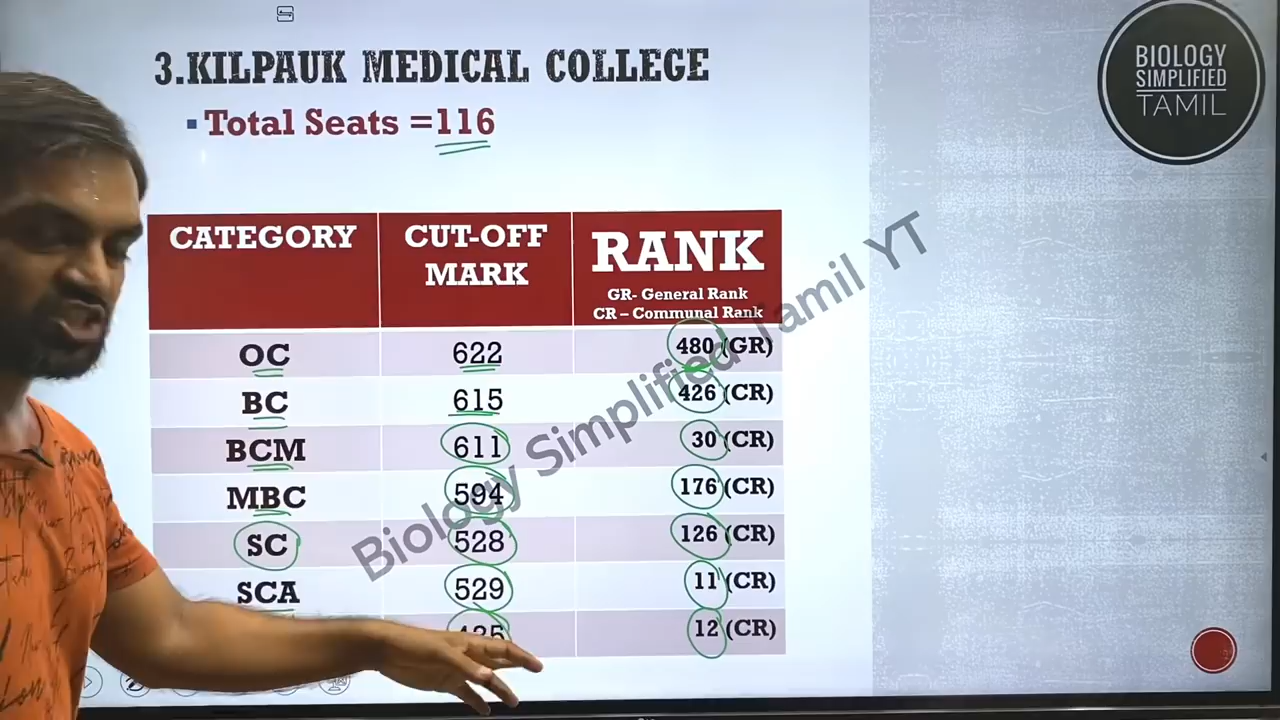 3.KILPAUK MEDICAL COLLEGE
▪ Total Seats =116
BIOLOGY
SIMPLIFIED
TAMIL
CATEGORY CUT-OFF MARK RANK
GR- General Rank
CR – Communal Rank
OC 622 480 (GR)
BC 615 426 (CR)
BCM 611 30 (CR)
MBC 594 176 (CR)
SC 528 126 (CR)
SCA 529 11 (CR)
12 (CR)
Biology Simplified Tamil YT